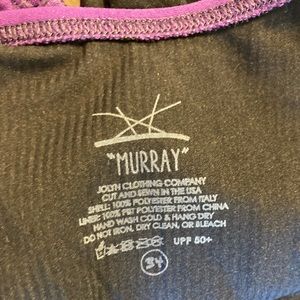 "MURRAY"
JOLYN CLOTHING COMPANY
CUT AND SEWN IN THE USA
SHELL: 100% POLYESTER FROM ITALY
LINER: 100% PBT POLYESTER FROM CHINA
HAND WASH COLD & HANG DRY
DO NOT IRON, DRY CLEAN, OR BLEACH
UPF 50+
34